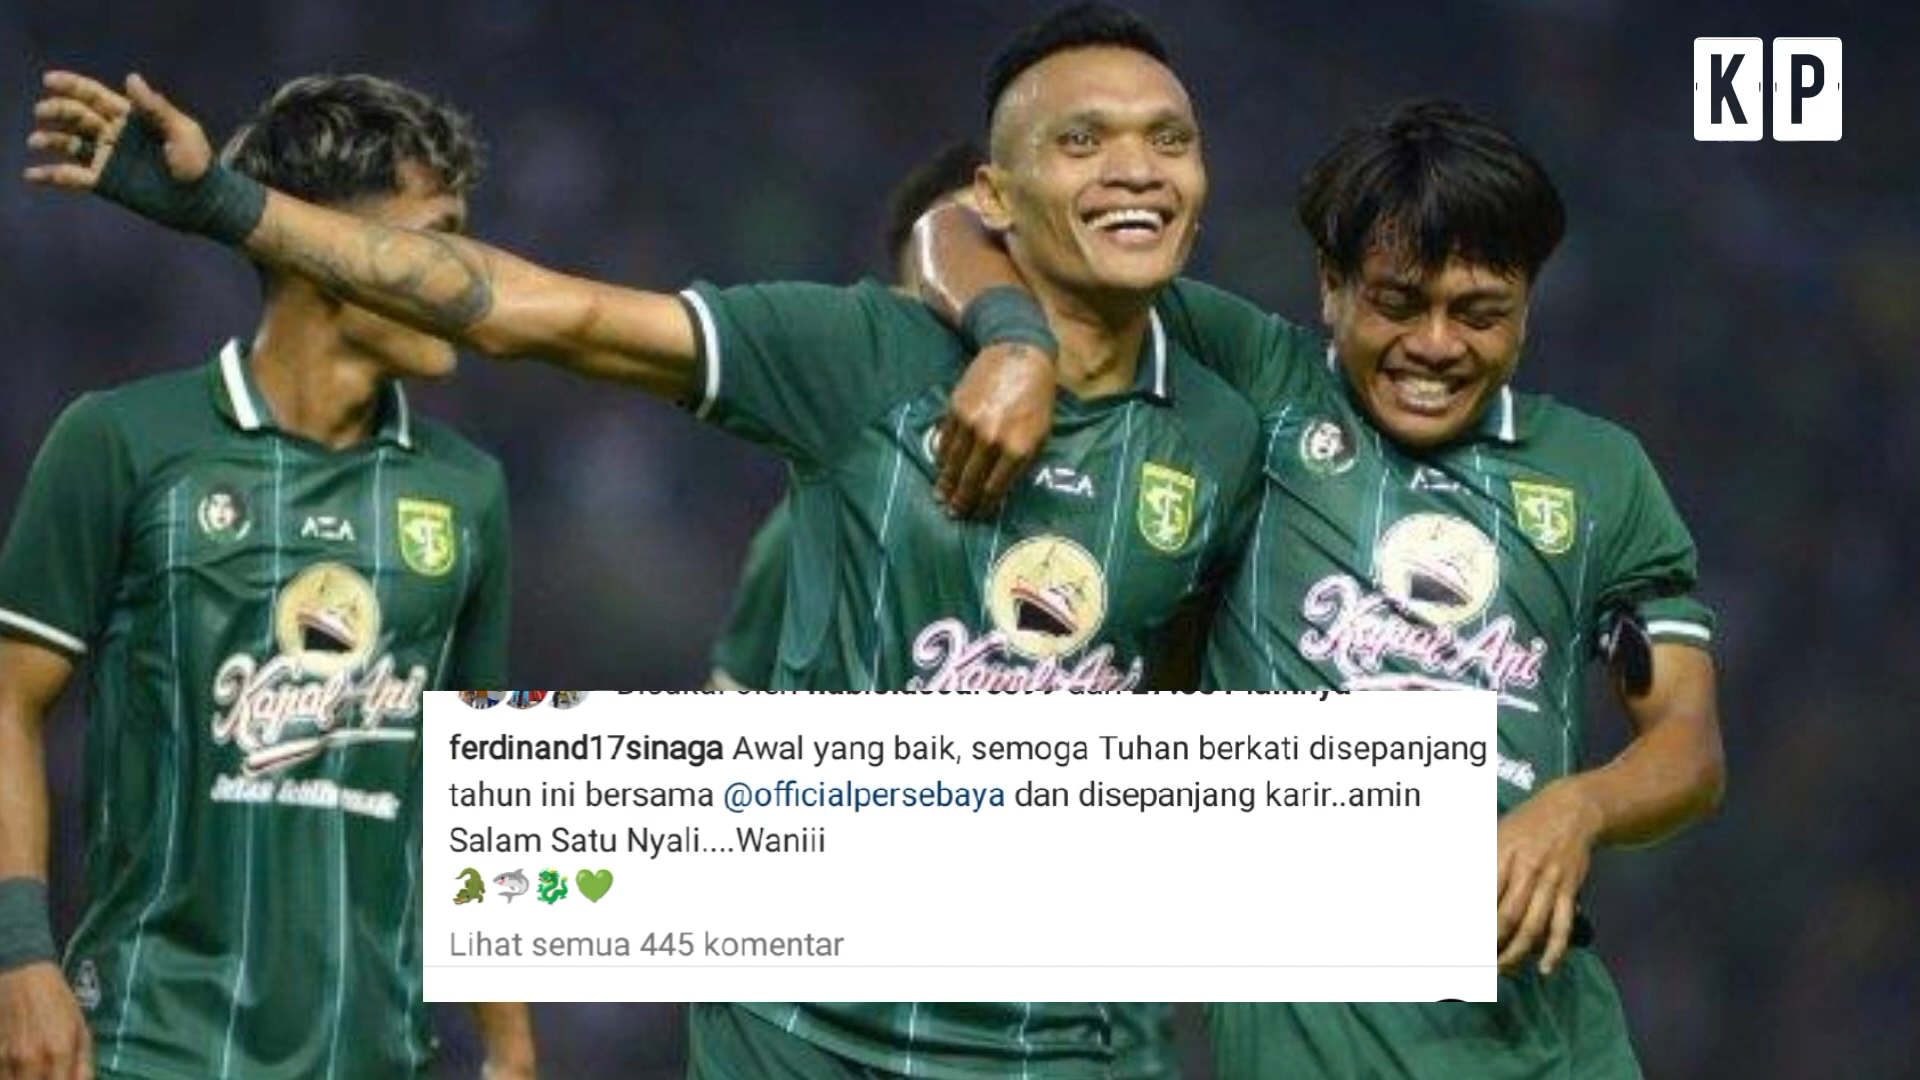 K P
AZA
AZA
AZA
Kapal Api
Kapal Api
Kapal Api
ferdinand17sinaga Awal yang baik, semoga Tuhan berkati disepanjang
tahun ini bersama @officialpersebaya dan disepanjang karir..amin
Salam Satu Nyali....Waniii
🐊🦈🐉💚
Lihat semua 445 komentar